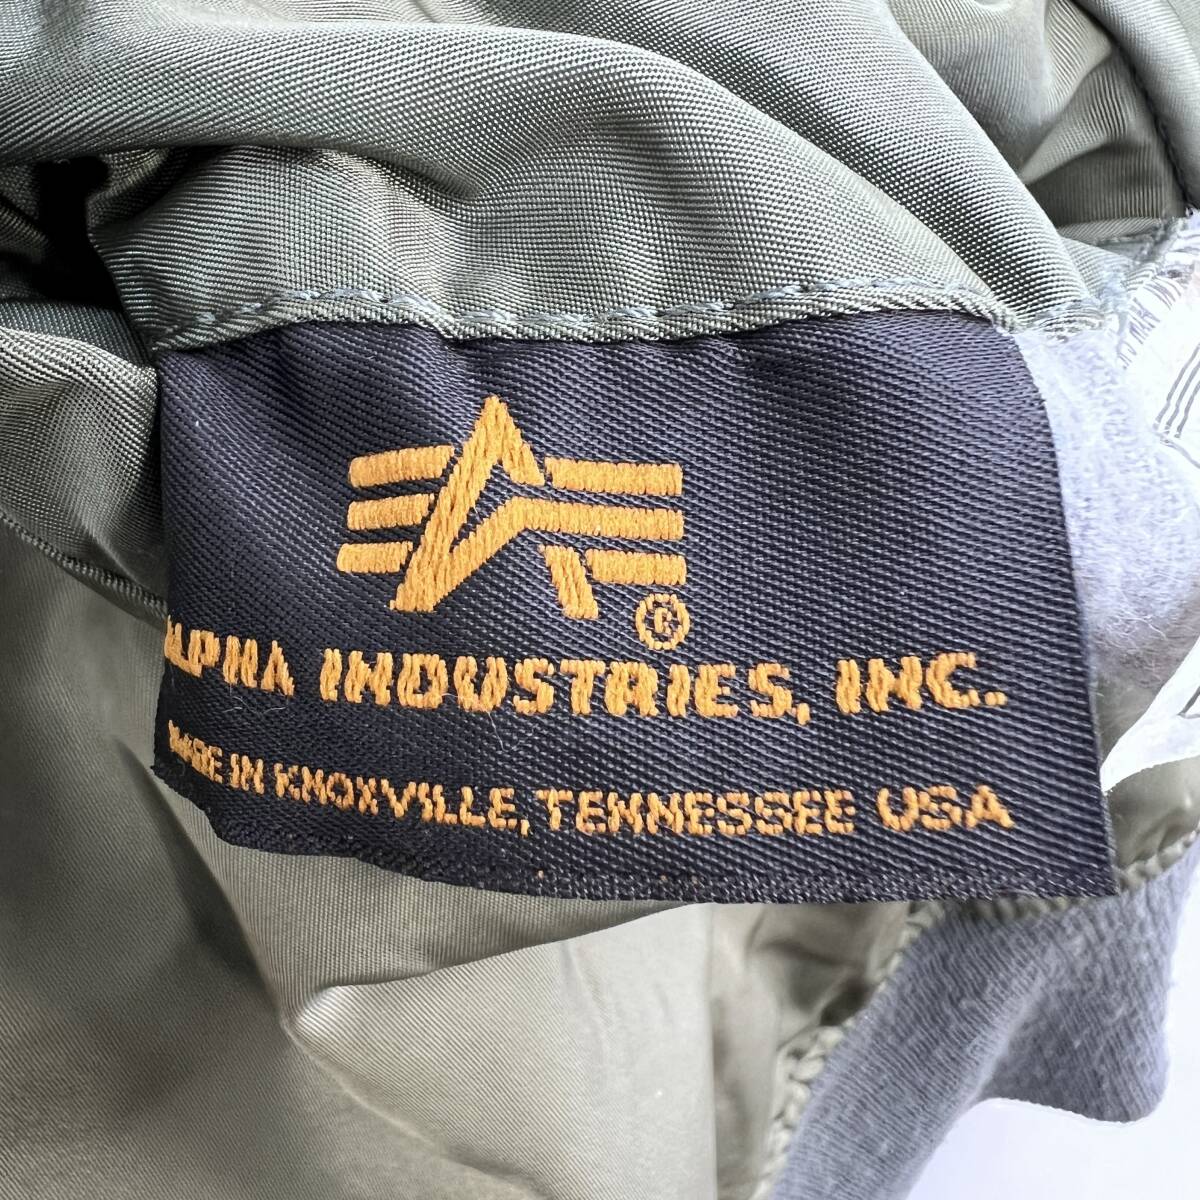 ALPHA INDUSTRIES, INC.
MADE IN KNOXVILLE, TENNESSEE USA